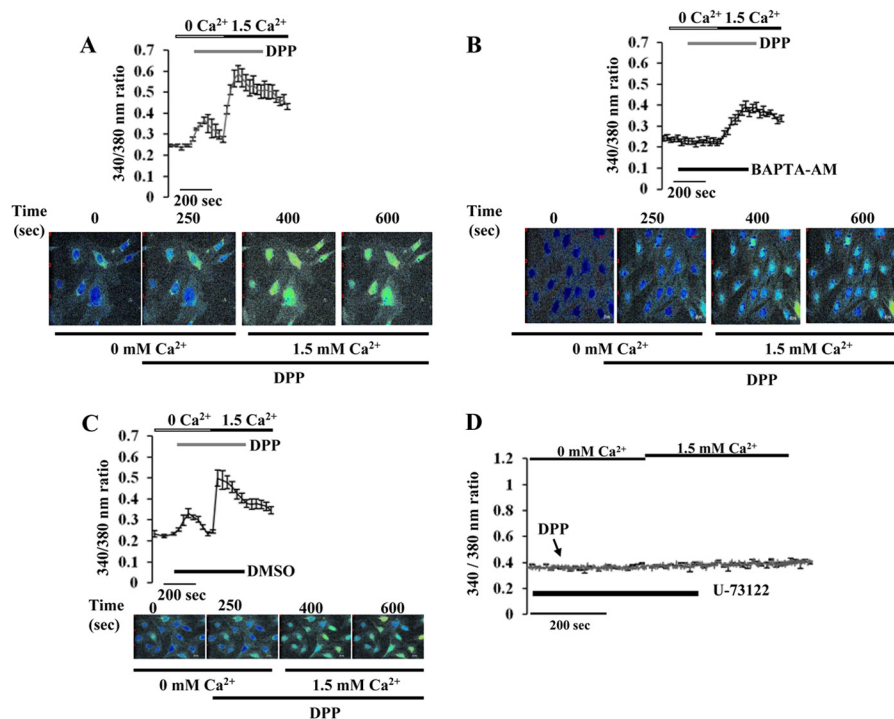 A
0 Ca²⁺ 1.5 Ca²⁺
DPP
340/380 nm ratio
0.7
0.6
0.5
0.4
0.3
0.2
0.1
0
200 sec
Time (sec)
0 250 400 600
0 mM Ca²⁺ 1.5 mM Ca²⁺
DPP
B
0 Ca²⁺ 1.5 Ca²⁺
DPP
340/380 nm ratio
0.7
0.6
0.5
0.4
0.3
0.2
0.1
0
BAPTA-AM
200 sec
0 250 400 600
0 mM Ca²⁺ 1.5 mM Ca²⁺
DPP
C
0 Ca²⁺ 1.5 Ca²⁺
DPP
340/380 nm ratio
0.7
0.6
0.5
0.4
0.3
0.2
0.1
0
DMSO
200 sec
Time (sec)
0 250 400 600
0 mM Ca²⁺ 1.5 mM Ca²⁺
DPP
D
0 mM Ca²⁺ 1.5 mM Ca²⁺
340 / 380 nm ratio
1.2
1
0.8
0.6
0.4
0.2
0
DPP
U-73122
200 sec